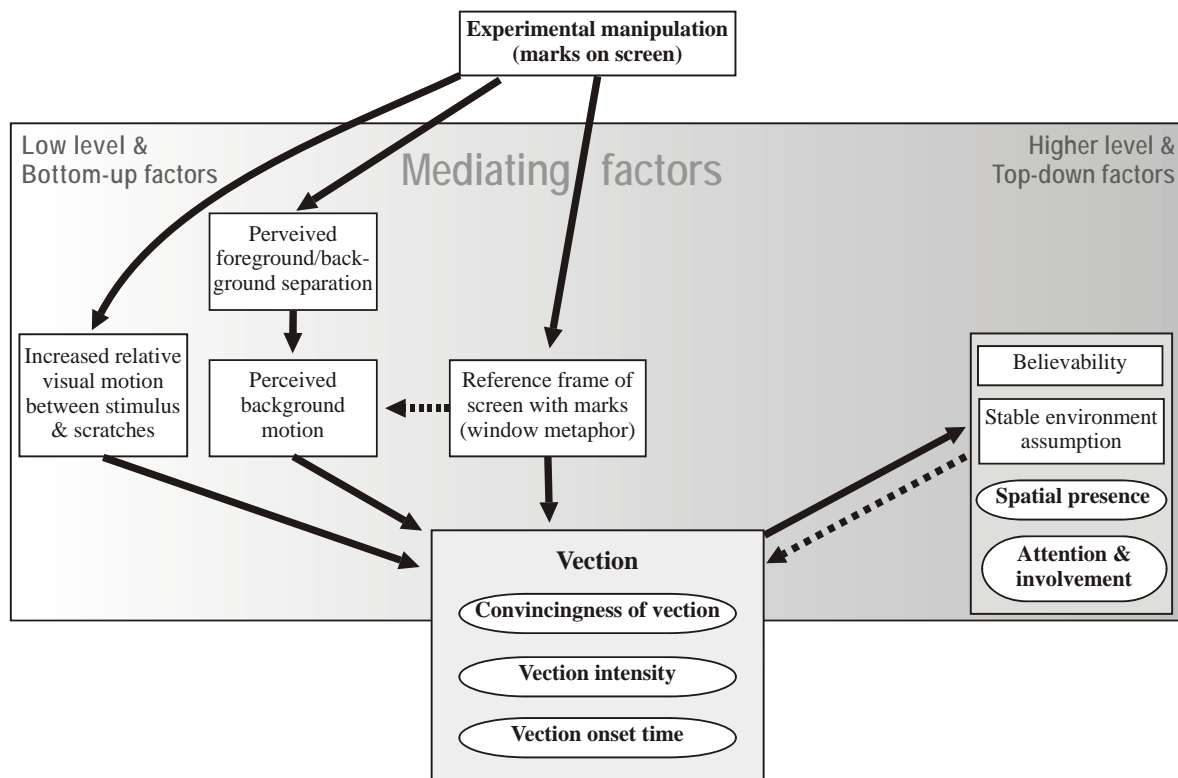 Experimental manipulation
(marks on screen)
Low level &
Bottom-up factors
Mediating factors
Higher level &
Top-down factors
Perveived
foreground/back-
ground separation
Increased relative
visual motion
between stimulus
& scratches
Perceived
background
motion
Reference frame of
screen with marks
(window metaphor)
Believability
Stable environment
assumption
Spatial presence
Attention &
involvement
Vection
Convincingness of vection
Vection intensity
Vection onset time